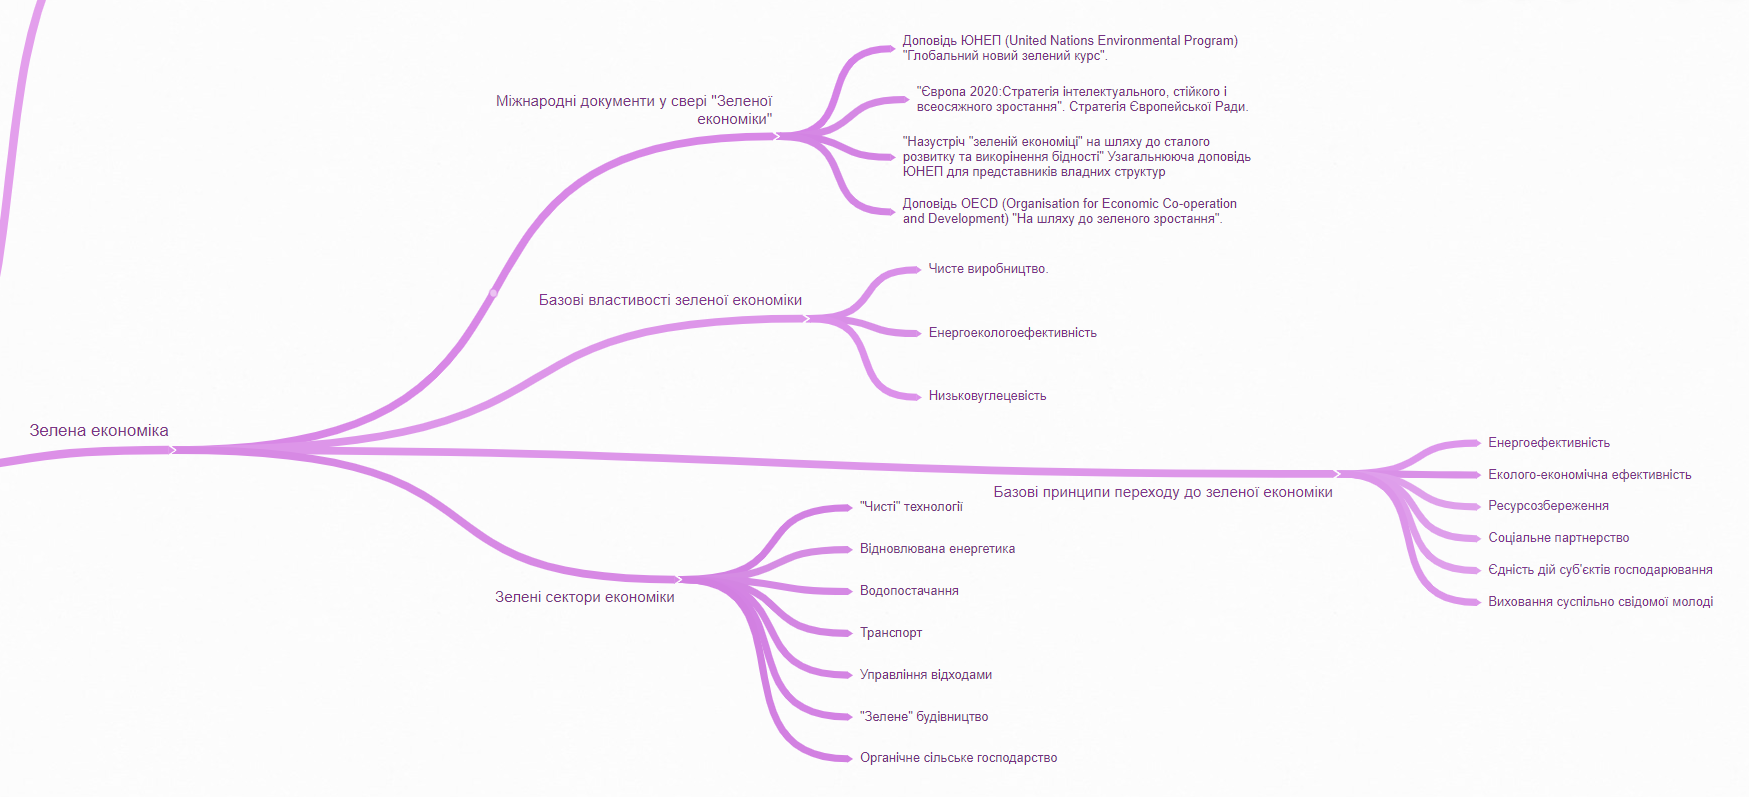 Доповідь ЮНЕП (United Nations Environmental Program)
"Глобальний новий зелений курс".
Міжнародні документи у свері "Зеленої
економіки"
"Європа 2020:Стратегія інтелектуального, стійкого і
всеосяжного зростання". Стратегія Європейської Ради.
"Назустріч "зеленій економіці" на шляху до сталого
розвитку та викорінення бідності" Узагальнююча доповідь
ЮНЕП для представників владних структур
Доповідь OECD (Organisation for Economic Co-operation
and Development) "На шляху до зеленого зростання".
Базові властивості зеленої економіки
Чисте виробництво.
Енергоекологоефективність
Низьковуглецевість
Зелена економіка
Базові принципи переходу до зеленої економіки
Енергоефективність
Еколого-економічна ефективність
Ресурсозбереження
Соціальне партнерство
Єдність дій суб'єктів господарювання
Виховання суспільно свідомої молоді
Зелені сектори економіки
"Чисті" технології
Відновлювана енергетика
Водопостачання
Транспорт
Управління відходами
"Зелене" будівництво
Органічне сільське господарство